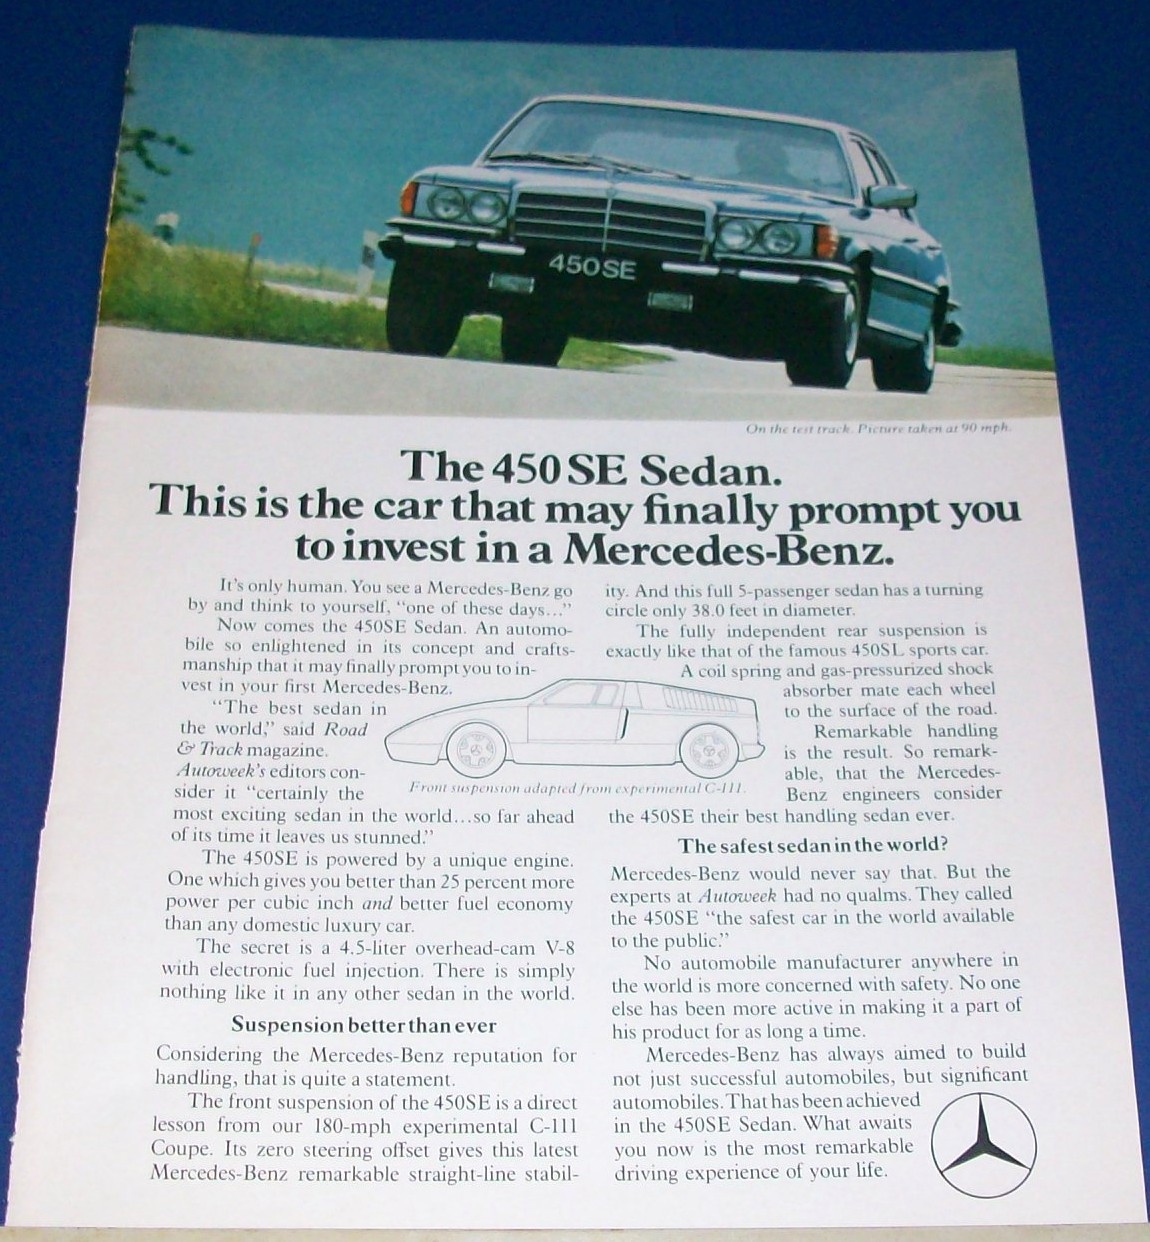 450SE
On the test track. Picture taken at 90 mph.
The 450 SE Sedan.
This is the car that may finally prompt you
to invest in a Mercedes-Benz.
It's only human. You see a Mercedes-Benz go
by and think to yourself, "one of these days..."
Now comes the 450SE Sedan. An automo-
bile so enlightened in its concept and crafts-
manship that it may finally prompt you to in-
vest in your first Mercedes-Benz.
"The best sedan in
the world," said Road
& Track magazine.
Autoweek's editors con-
sider it "certainly the
most exciting sedan in the world...so far ahead
of its time it leaves us stunned."
The 450SE is powered by a unique engine.
One which gives you better than 25 percent more
power per cubic inch and better fuel economy
than any domestic luxury car.
The secret is a 4.5-liter overhead-cam V-8
with electronic fuel injection. There is simply
nothing like it in any other sedan in the world.
Suspension better than ever
Considering the Mercedes-Benz reputation for
handling, that is quite a statement.
The front suspension of the 450SE is a direct
lesson from our 180-mph experimental C-111
Coupe. Its zero steering offset gives this latest
Mercedes-Benz remarkable straight-line stabil-
Front suspension adapted from experimental C-111.
ity. And this full 5-passenger sedan has a turning
circle only 38.0 feet in diameter.
The fully independent rear suspension is
exactly like that of the famous 450SL sports car.
A coil spring and gas-pressurized shock
absorber mate each wheel
to the surface of the road.
Remarkable handling
is the result. So remark-
able, that the Mercedes-
Benz engineers consider
the 450SE their best handling sedan ever.
The safest sedan in the world?
Mercedes-Benz would never say that. But the
experts at Autoweek had no qualms. They called
the 450SE "the safest car in the world available
to the public."
No automobile manufacturer anywhere in
the world is more concerned with safety. No one
else has been more active in making it a part of
his product for as long a time.
Mercedes-Benz has always aimed to build
not just successful automobiles, but significant
automobiles. That has been achieved
in the 450SE Sedan. What awaits
you now is the most remarkable
driving experience of your life.